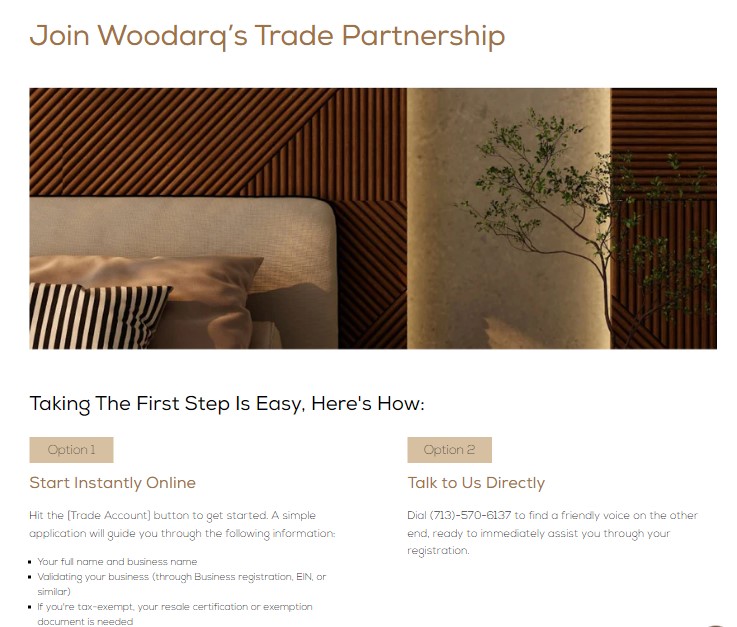 Join Woodarq's Trade Partnership
Taking The First Step Is Easy, Here's How:
Option 1
Start Instantly Online
Hit the [Trade Account] button to get started. A simple
application will guide you through the following information:
Your full name and business name
Validating your business (through Business registration, EIN, or
similar)
If you're tax-exempt, your resale certification or exemption
document is needed
Option 2
Talk to Us Directly
Dial (713)-570-6137 to find a friendly voice on the other
end, ready to immediately assist you through your
registration.